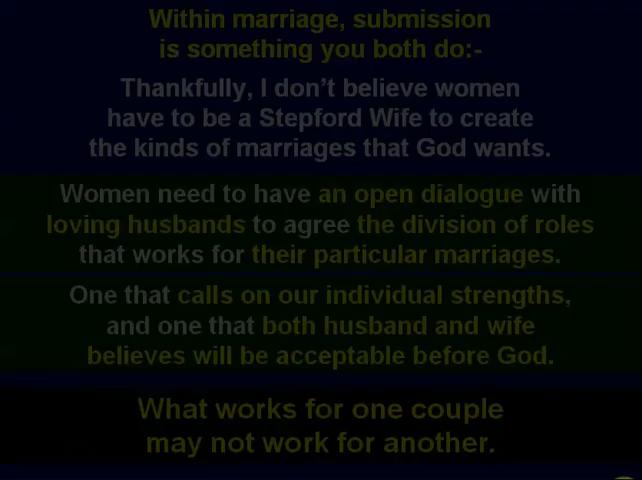 Within marriage, submission
is something you both do:-
Thankfully, I don't believe women
have to be a Stepford Wife to create
the kinds of marriages that God wants.
Women need to have an open dialogue with
loving husbands to agree the division of roles
that works for their particular marriages.
One that calls on our individual strengths,
and one that both husband and wife
believes will be acceptable before God.
What works for one couple
may not work for another.